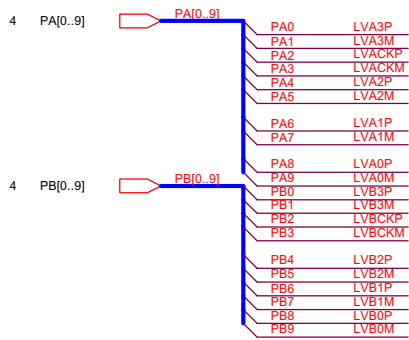 4 PA[0..9] PA[0..9]
PA0 LVA3P
PA1 LVA3M
PA2 LVACKP
PA3 LVACKM
PA4 LVA2P
PA5 LVA2M
PA6 LVA1P
PA7 LVA1M
PA8 LVA0P
PA9 LVA0M
4 PB[0..9] PB[0..9]
PB0 LVB3P
PB1 LVB3M
PB2 LVBCKP
PB3 LVBCKM
PB4 LVB2P
PB5 LVB2M
PB6 LVB1P
PB7 LVB1M
PB8 LVB0P
PB9 LVB0M